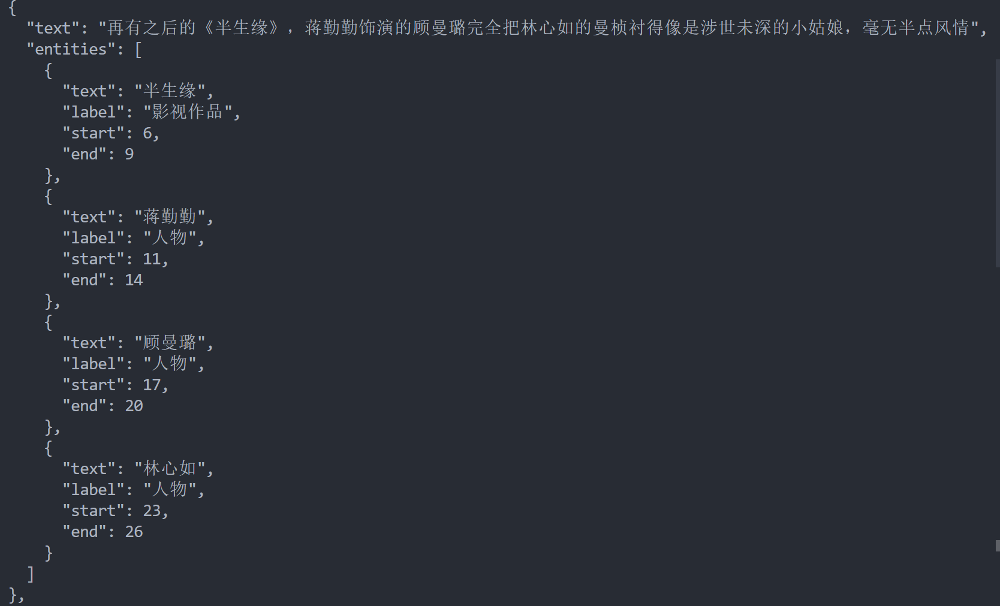 {
"text": "再有之后的《半生缘》，蒋勤勤饰演的顾曼璐完全把林心如的曼桢衬得像是涉世未深的小姑娘，毫无半点风情",
"entities": [
{
"text": "半生缘",
"label": "影视作品",
"start": 6,
"end": 9
},
{
"text": "蒋勤勤",
"label": "人物",
"start": 11,
"end": 14
},
{
"text": "顾曼璐",
"label": "人物",
"start": 17,
"end": 20
},
{
"text": "林心如",
"label": "人物",
"start": 23,
"end": 26
}
]
},